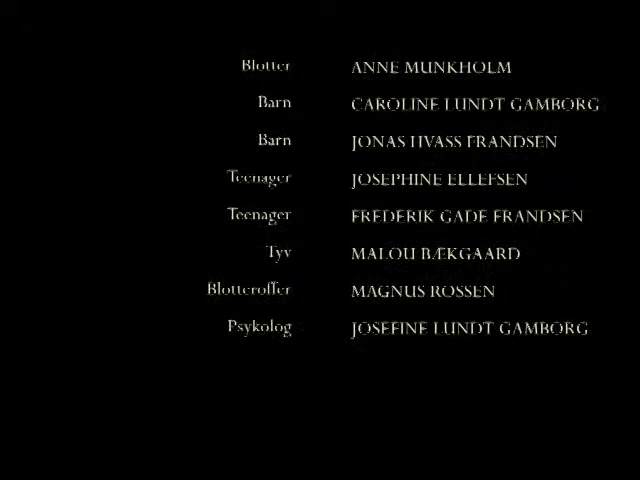 Blotter ANNE MUNKHOLM
Barn CAROLINE LUNDT GAMBORG
Barn JONAS HVASS FRANDSEN
Teenager JOSEPHINE ELLEFSEN
Teenager FREDERIK GADE FRANDSEN
Tyv MALOU BÆKGAARD
Blotteroffer MAGNUS ROSSEN
Psykolog JOSEFINE LUNDT GAMBORG